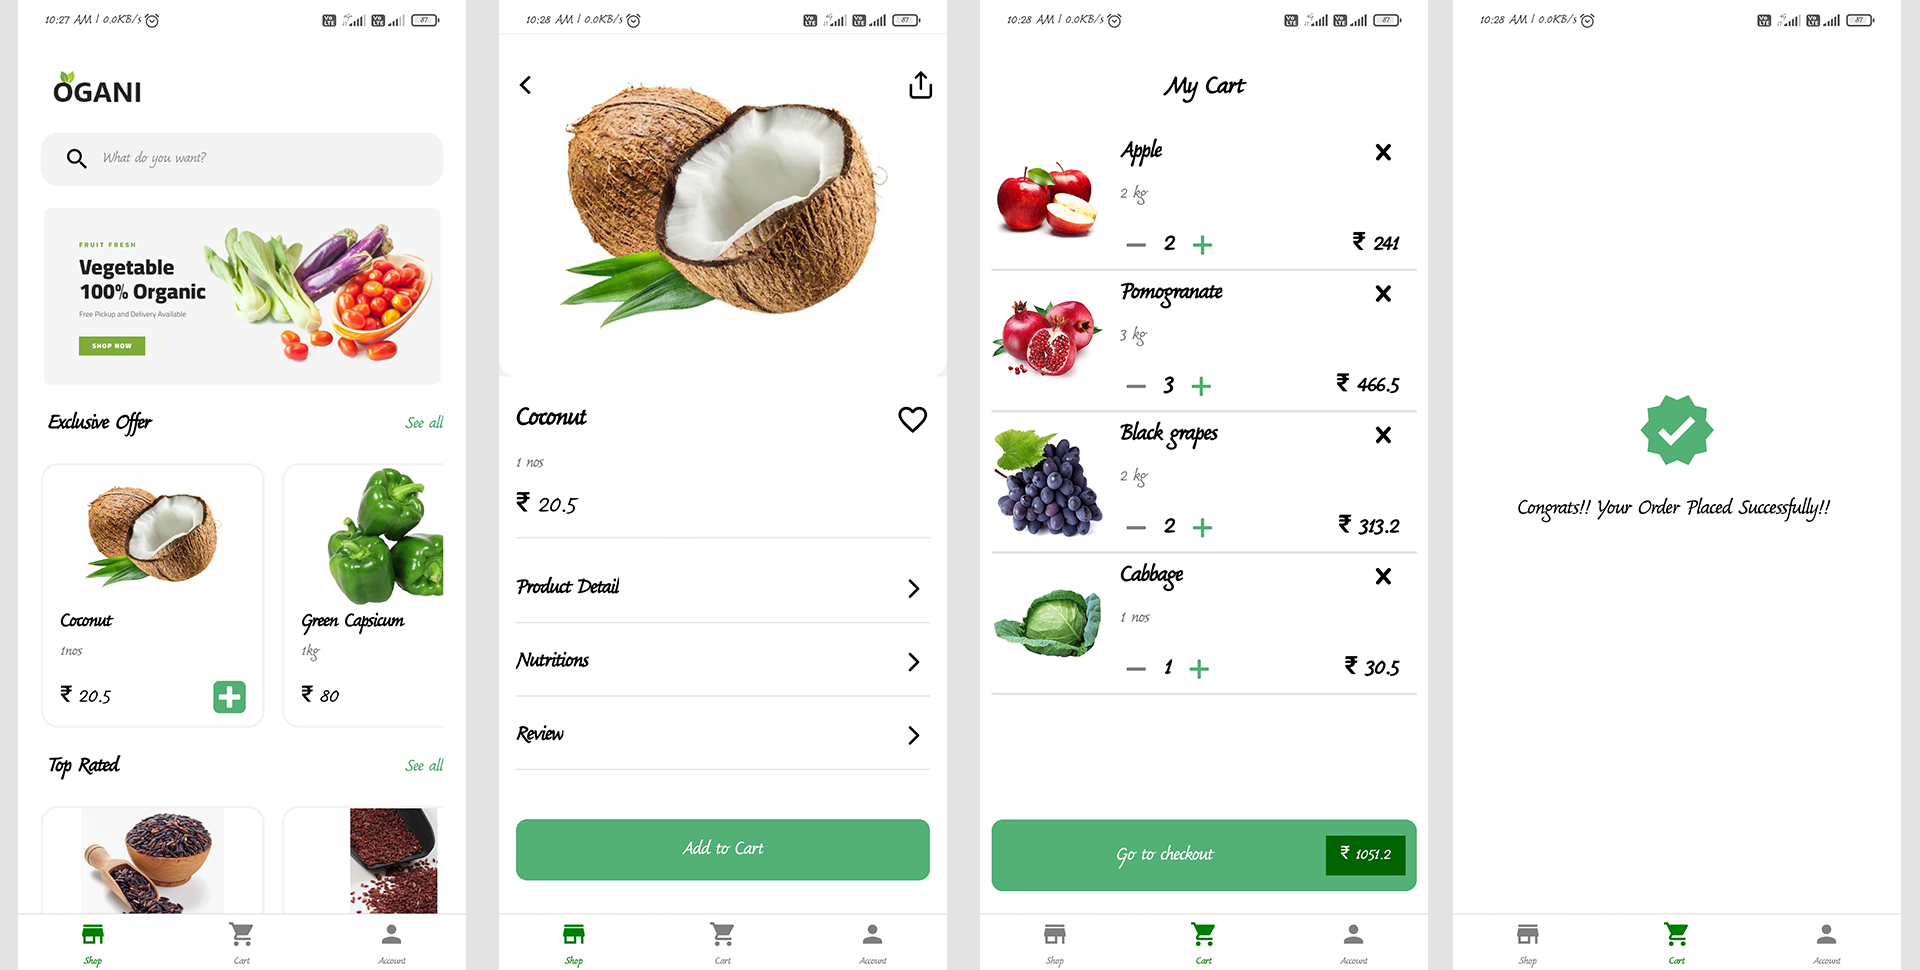 10:27 AM | 0.0KB/s
87
OGANI
What do you want?
FRUIT FRESH
Vegetable
100% Organic
Free Pickup and Delivery Available
SHOP NOW
Exclusive Offer
See all
Coconut
1nos
₹ 20.5
Green Capsicum
1kg
₹ 80
Top Rated
See all
Shop
Cart
Account
10:28 AM | 0.0KB/s
87
Coconut
1 nos
₹ 20.5
Product Detail
Nutritions
Review
Add to Cart
Shop
Cart
Account
10:28 AM | 0.0KB/s
87
My Cart
Apple
2 kg
2
₹ 241
Pomogranate
3 kg
3
₹ 466.5
Black grapes
2 kg
2
₹ 313.2
Cabbage
1 nos
1
₹ 30.5
Go to checkout
₹ 1051.2
Shop
Cart
Account
10:28 AM | 0.0KB/s
87
Congrats!! Your Order Placed Successfully!!
Shop
Cart
Account